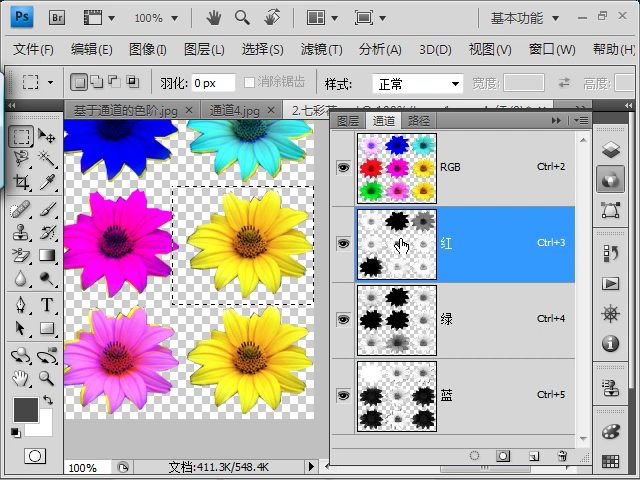 Ps Br 100% 基本功能
文件(F) 编辑(E) 图像(I) 图层(L) 选择(S) 滤镜(T) 分析(A) 3D(D) 视图(V) 窗口(W) 帮助(H)
羽化: 0 px 消除锯齿 样式: 正常 宽度: 高度:
基于通道的色阶.jpg × 通道4.jpg × 2.七彩花
图层 通道 路径
RGB Ctrl+2
红 Ctrl+3
绿 Ctrl+4
蓝 Ctrl+5
100% 文档:411.3K/548.4K